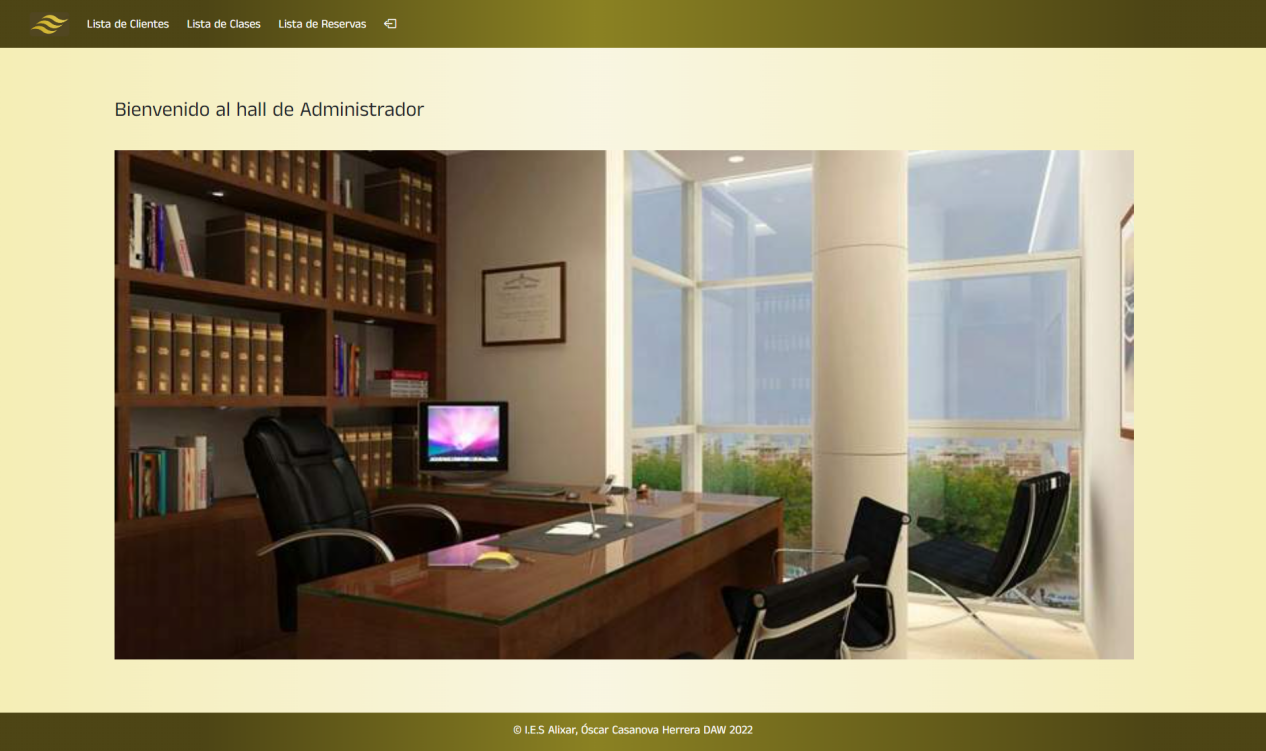 Lista de Clientes Lista de Clases Lista de Reservas
Bienvenido al hall de Administrador
© I.E.S Alixar, Óscar Casanova Herrera DAW 2022